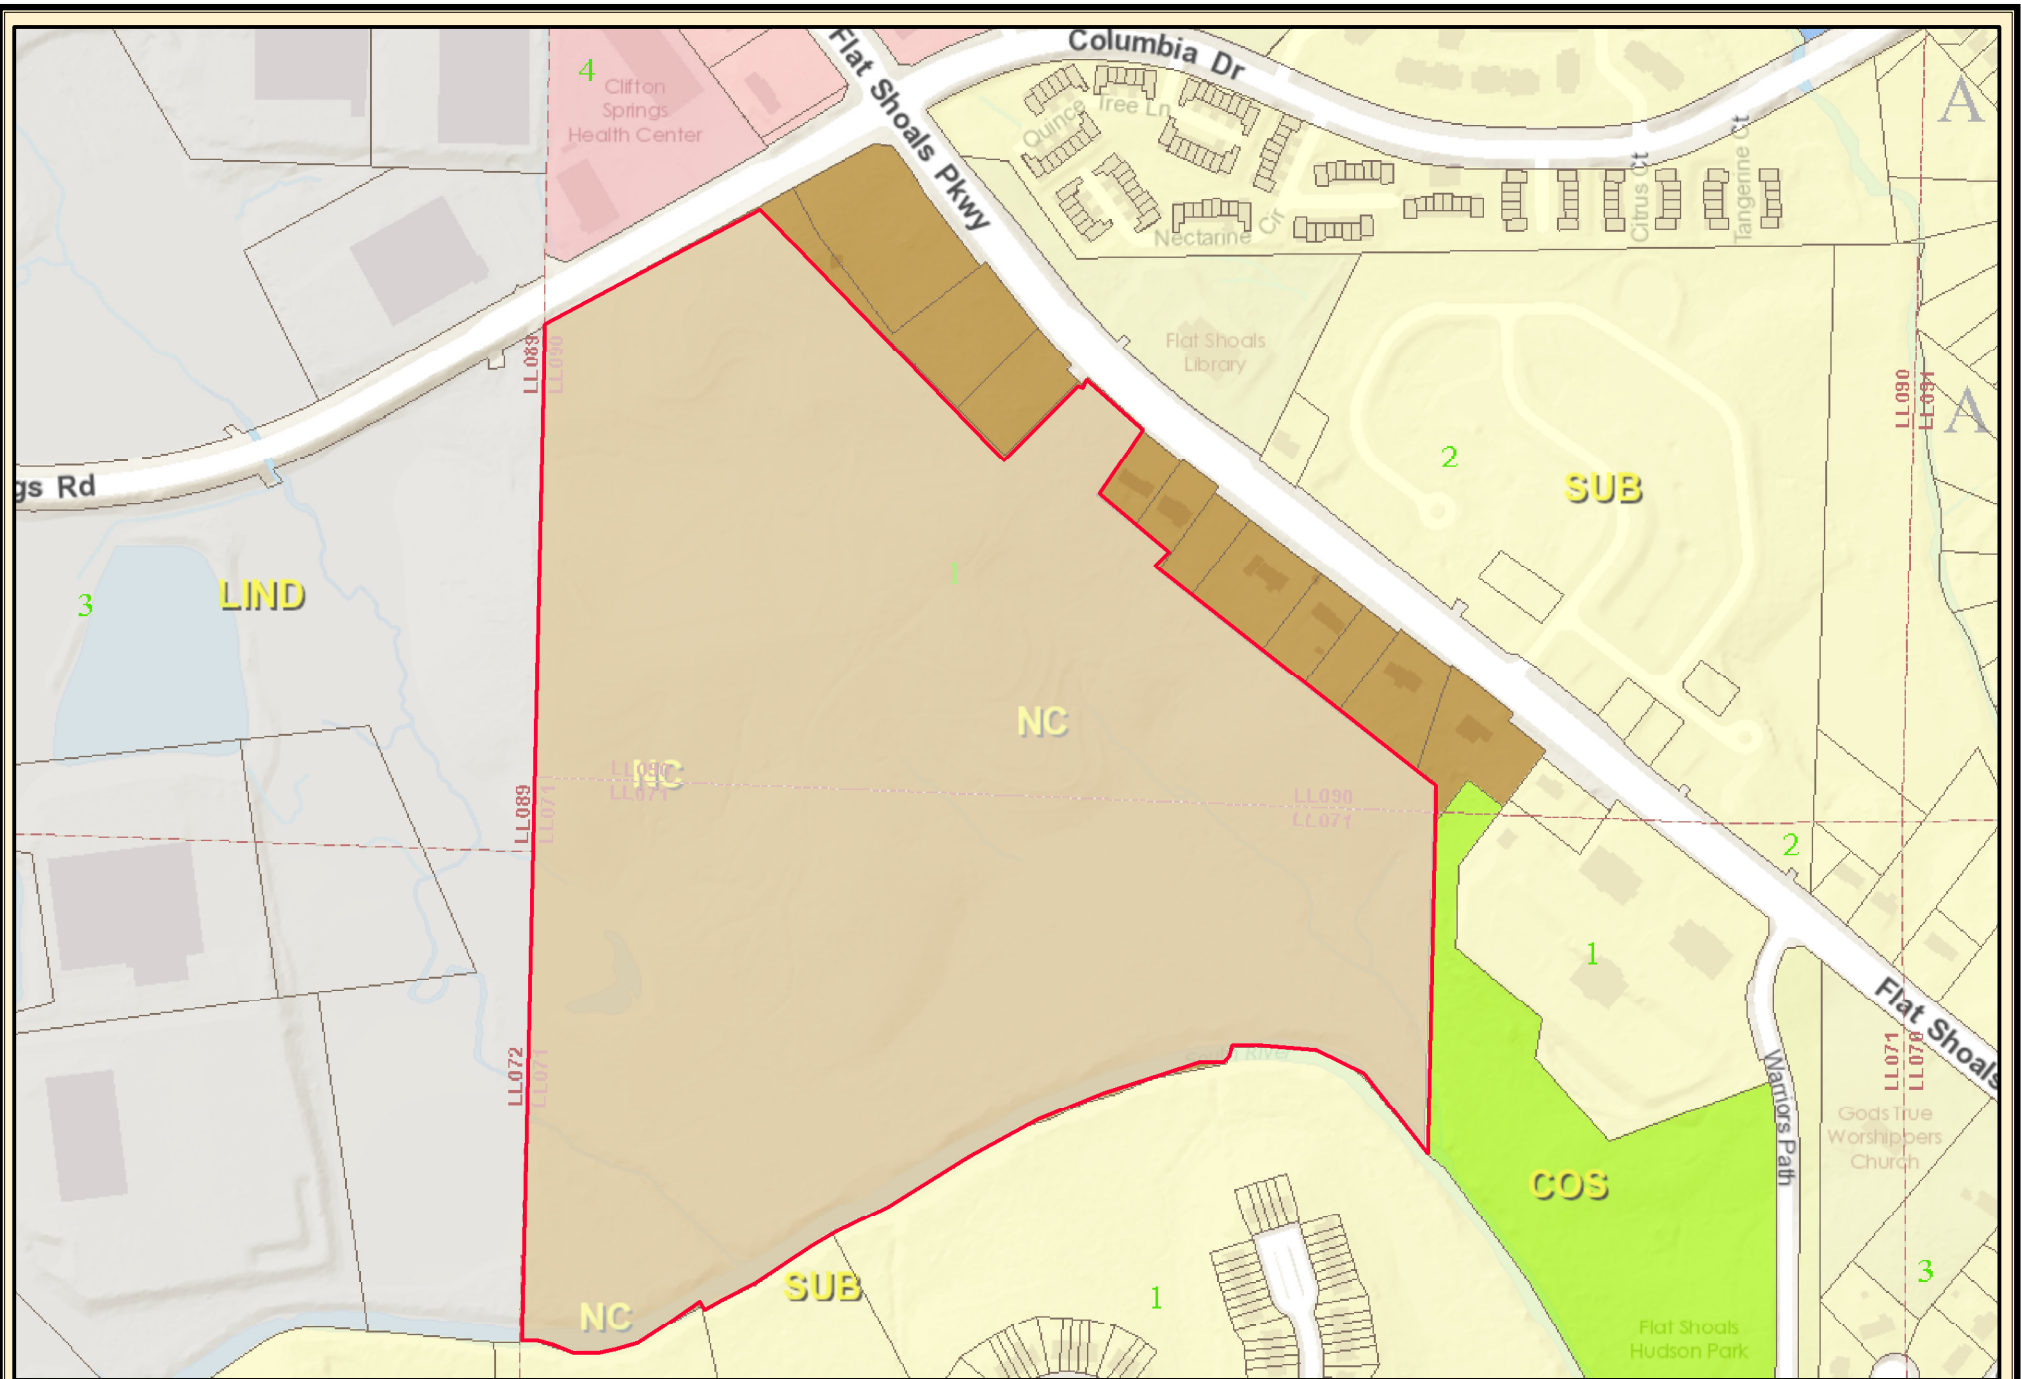 Columbia Dr
Flat Shoals Pkwy
4
Clifton
Springs
Health Center
Quince Tree Ln
A
Citrus Ct
Tangerine Ct
Nectarine Cir
Flat Shoals
Library
LL089
LL090
LL090
LL091
A
2
SUB
gs Rd
3
LIND
1
NC
NC
LL090
LL071
LL089
LL071
LL090
LL071
2
1
Flat Shoals
LL072
LL071
South River
LL071
LL070
Warriors Path
Gods True
Worshippers
Church
COS
SUB
NC
1
3
Flat Shoals
Hudson Park